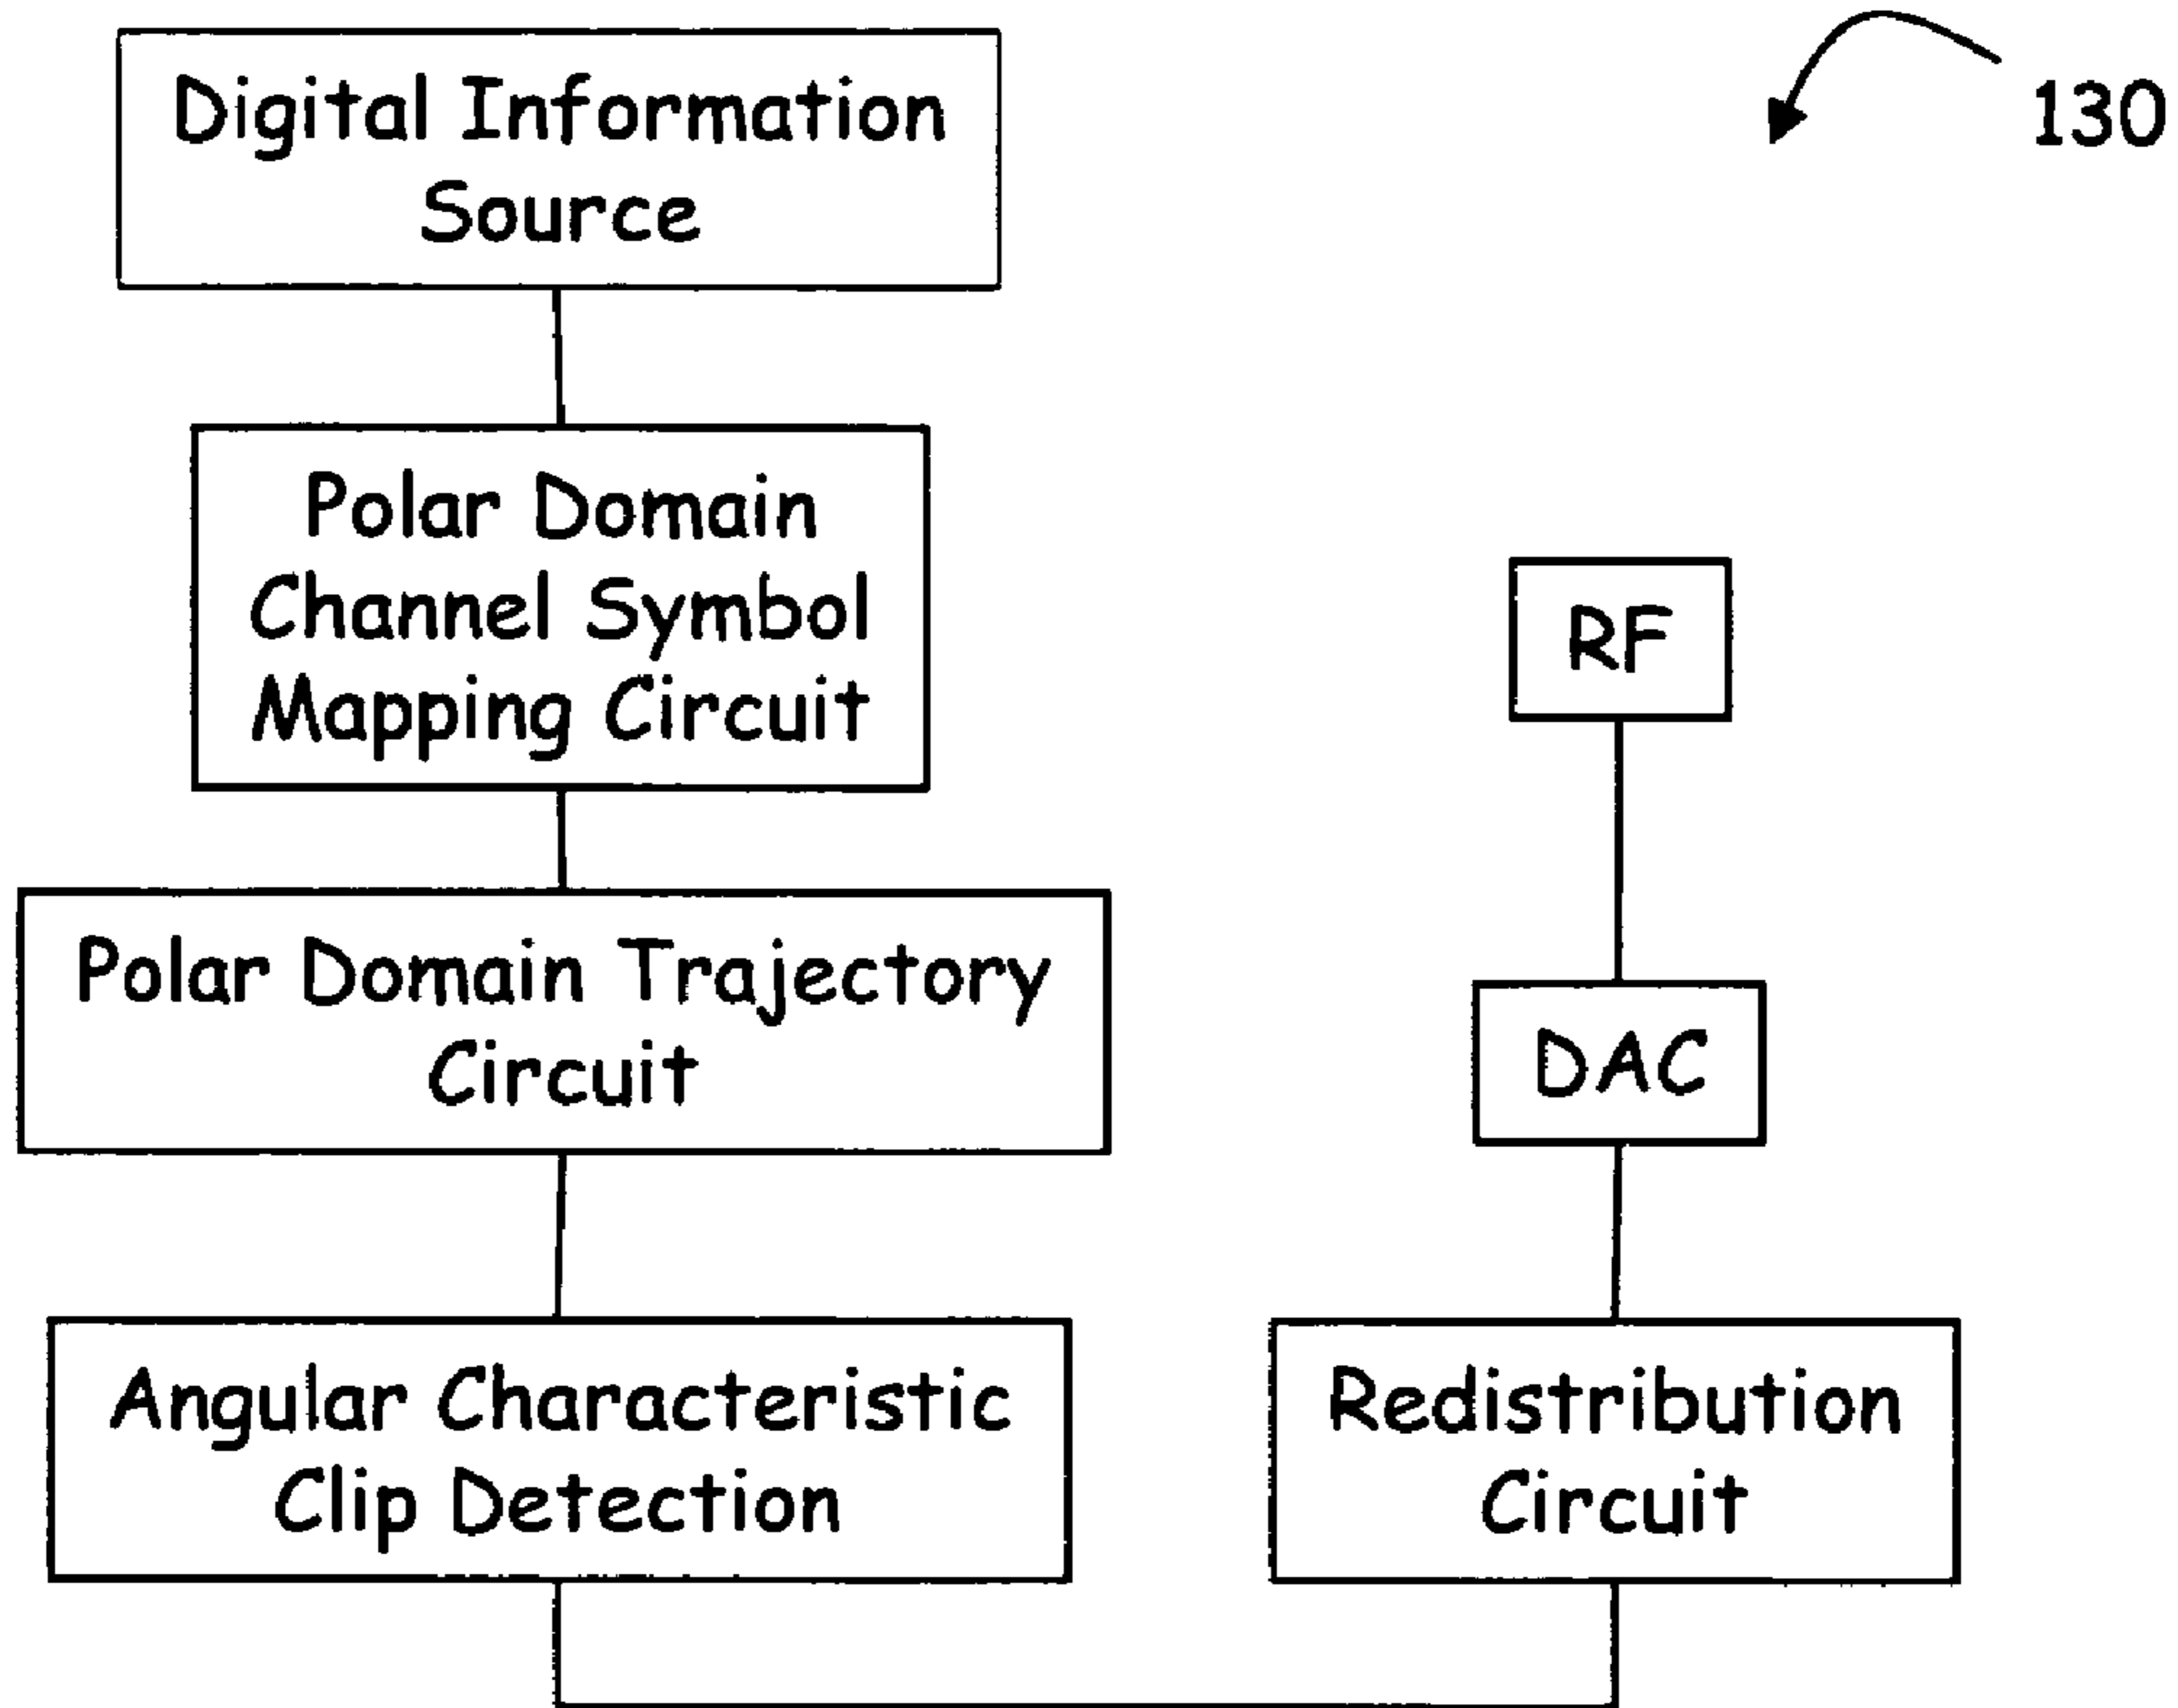 Digital Information
Source
130
Polar Domain
Channel Symbol
Mapping Circuit
RF
Polar Domain Trajectory
Circuit
DAC
Angular Characteristic
Clip Detection
Redistribution
Circuit